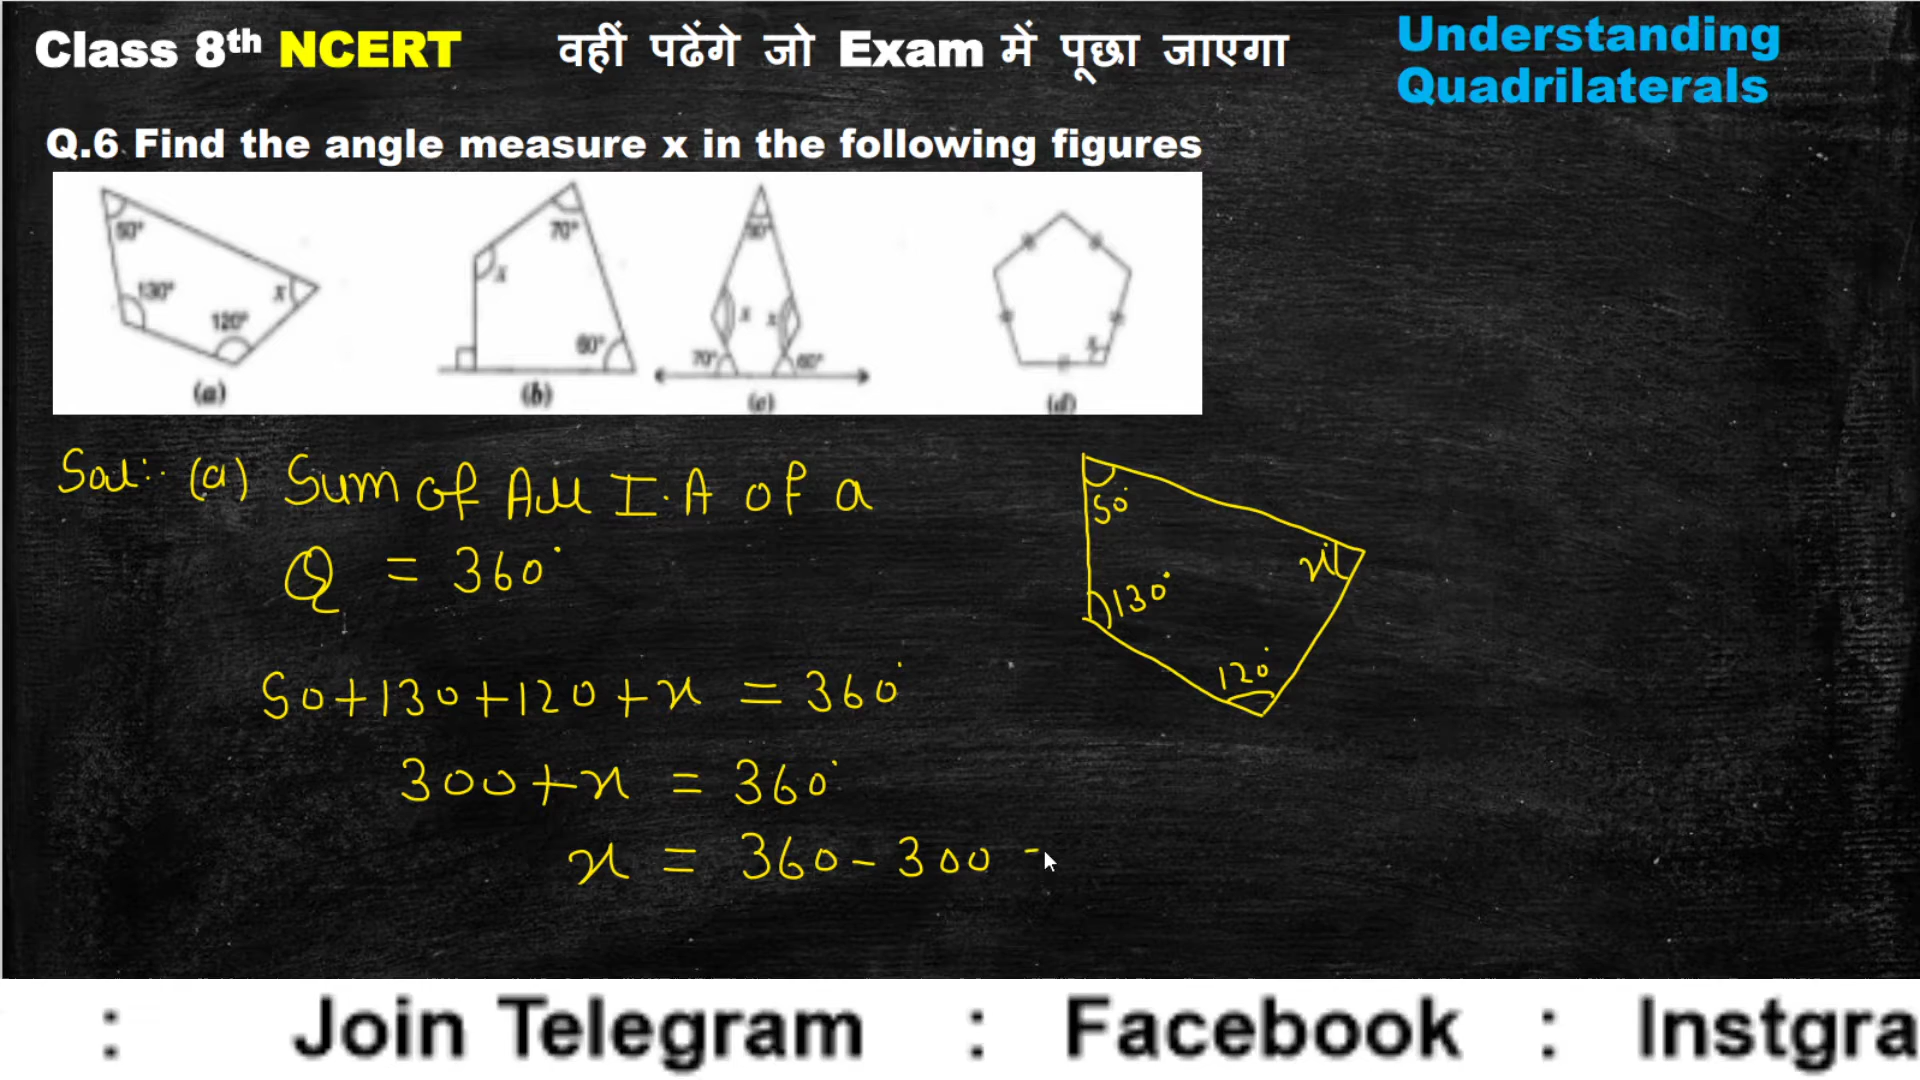 Class 8th NCERT वहीं पढेंगे जो Exam में पूछा जाएगा
Understanding
Quadrilaterals
Q.6 Find the angle measure x in the following figures
50°
130°
120°
x
(a)
70°
x
60°
(b)
x x
70°
60°
(c)
x
(d)
Sol:- (a) Sum of All I.A of a
Q = 360°
50+130+120+x = 360°
300+x = 360°
x = 360-300
50°
x
130°
120°
: Join Telegram : Facebook : Instgra